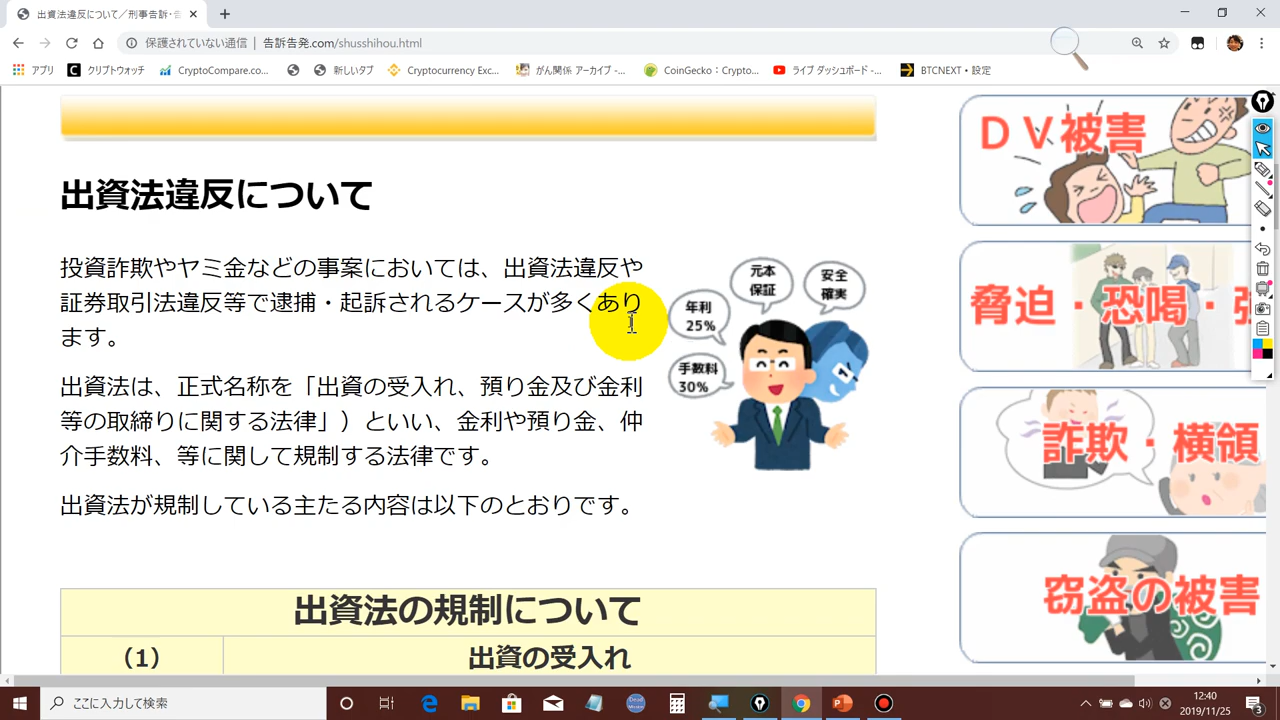 出資法違反について／刑事告訴・告
保護されていない通信 | 告訴告発.com/shusshihou.html
アプリ
クリプトウォッチ
CryptoCompare.co...
新しいタブ
Cryptocurrency Exc...
がん関係 アーカイブ -...
CoinGecko：Crypto...
ライブ ダッシュボード -...
BTCNEXT・設定
出資法違反について
投資詐欺やヤミ金などの事案においては、出資法違反や
証券取引法違反等で逮捕・起訴されるケースが多くあり
ます。
元本
保証
安全
確実
年利
25%
手数料
30%
出資法は、正式名称を「出資の受入れ、預り金及び金利
等の取締りに関する法律」）といい、金利や預り金、仲
介手数料、等に関して規制する法律です。
出資法が規制している主たる内容は以下のとおりです。
出資法の規制について
（1）
出資の受入れ
ＤＶ被害
脅迫・恐喝・強
詐欺・横領
窃盗の被害
ここに入力して検索
12:40
2019/11/25
3